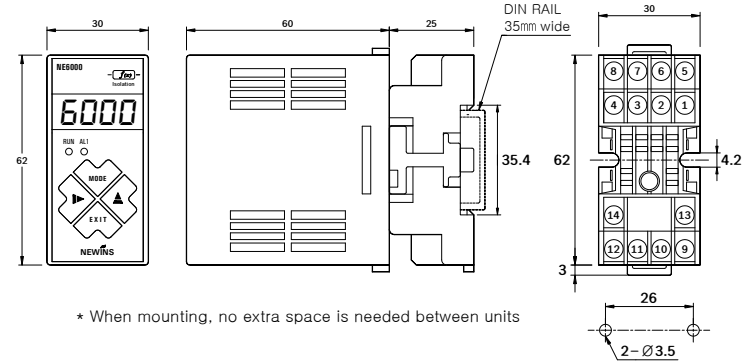 30
60
25
DIN RAIL
35mm wide
30
NE6000
f(x)
Isolation
6000
RUN AL1
MODE
EXIT
NEWINS
62
35.4
62
8 7 6 5
4 3 2 1
4.2
14 13
12 11 10 9
3
26
2-Ø3.5
* When mounting, no extra space is needed between units